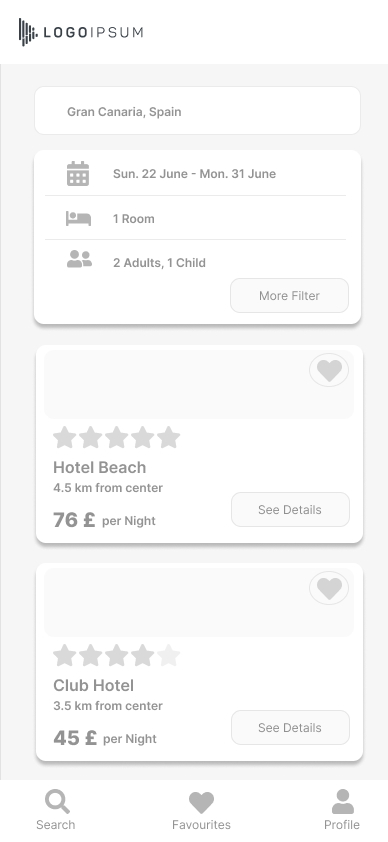 LOGOIPSUM
Gran Canaria, Spain
Sun. 22 June - Mon. 31 June
1 Room
2 Adults, 1 Child
More Filter
Hotel Beach
4.5 km from center
76 £ per Night
See Details
Club Hotel
3.5 km from center
45 £ per Night
See Details
Search
Favourites
Profile